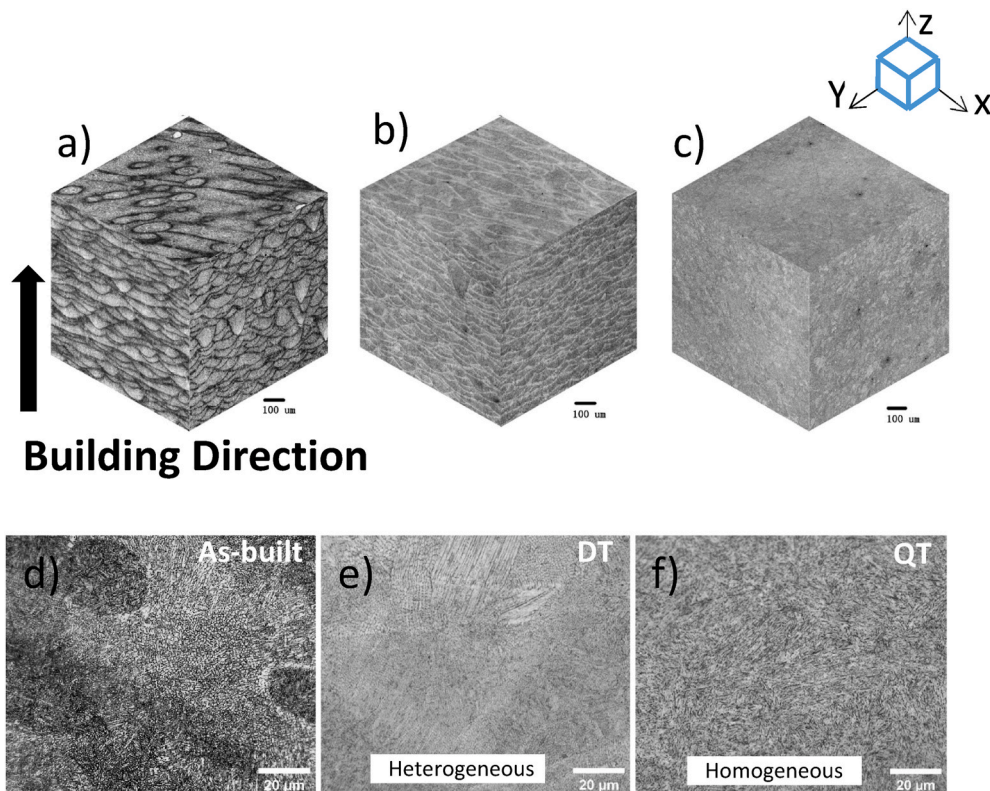 Z
Y
X
a)
b)
c)
100 um
100 um
100 um
Building Direction
d)
As-built
e)
DT
f)
QT
Heterogeneous
Homogeneous
20 µm
20 µm
20 µm